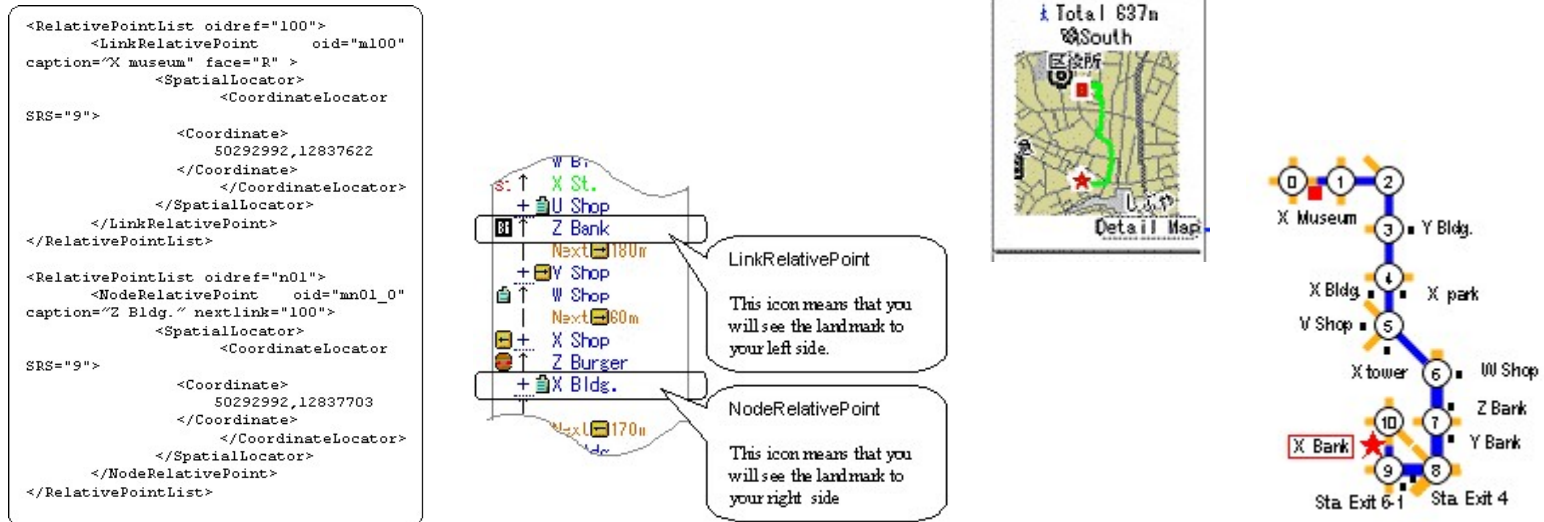 <RelativePointList oidref="100">
<LinkRelativePoint oid="ml00"
caption="X museum" face="R" >
<SpatialLocator>
<CoordinateLocator
SRS="9">
<Coordinate>
50292992,12837622
</Coordinate>
</CoordinateLocator>
</SpatialLocator>
</LinkRelativePoint>
</RelativePointList>
<RelativePointList oidref="n01">
<NodeRelativePoint oid="mn01_0"
caption="Z Bldg." nextlink="100">
<SpatialLocator>
<CoordinateLocator
SRS="9">
<Coordinate>
50292992,12837703
</Coordinate>
</CoordinateLocator>
</SpatialLocator>
</NodeRelativePoint>
</RelativePointList>
St ↑ X St.
+ U Shop
↑ Z Bank
Next 180m
+ V Shop
↑ W Shop
Next 60m
+ X Shop
↑ Z Burger
+ X Bldg.
Next 170m
LinkRelativePoint
This icon means that you
will see the landmark to
your left side.
NodeRelativePoint
This icon means that you
will see the landmark to
your right side
Total 637m
South
区役所
しぶや
Detail Map
0 1 2
X Museum
3 Y Bldg.
4
X Bldg. X park
V Shop 5
X tower 6 W Shop
Z Bank
10 7
X Bank Y Bank
9 8
Sta. Exit 6-1 Sta. Exit 4